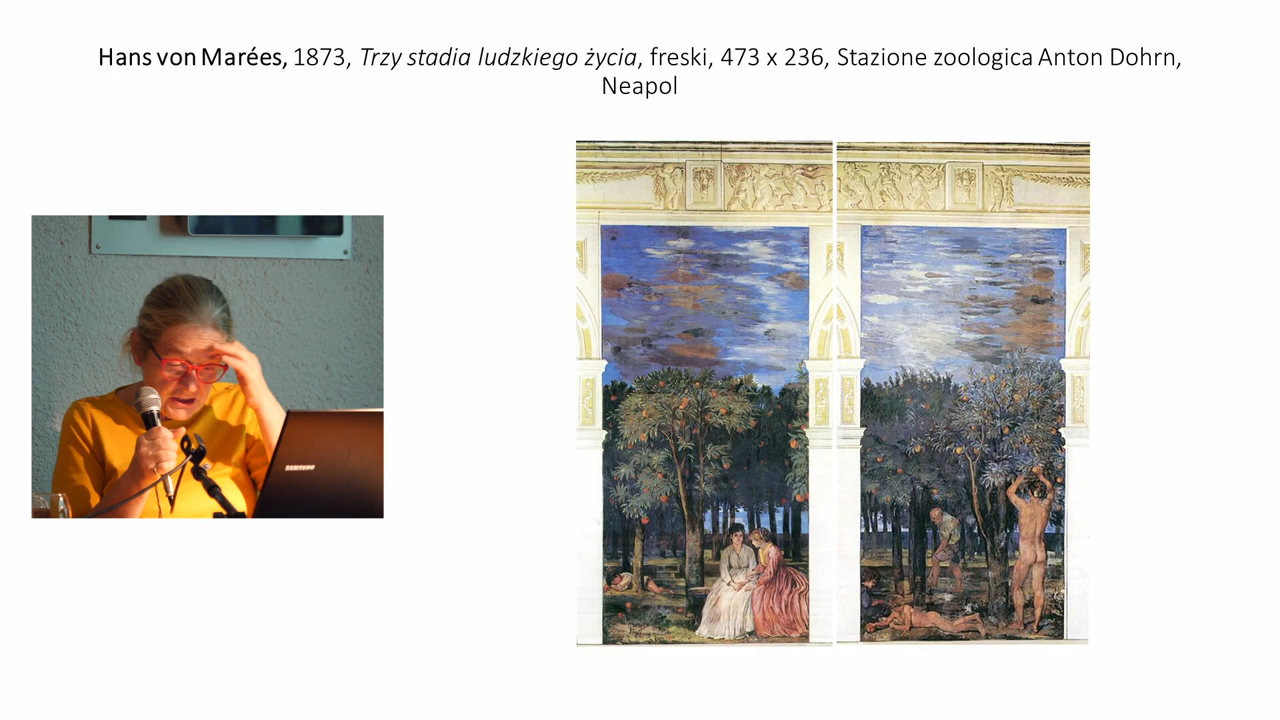 Hans von Marées, 1873, Trzy stadia ludzkiego życia, freski, 473 x 236, Stazione zoologica Anton Dohrn,
Neapol
SAMSUNG